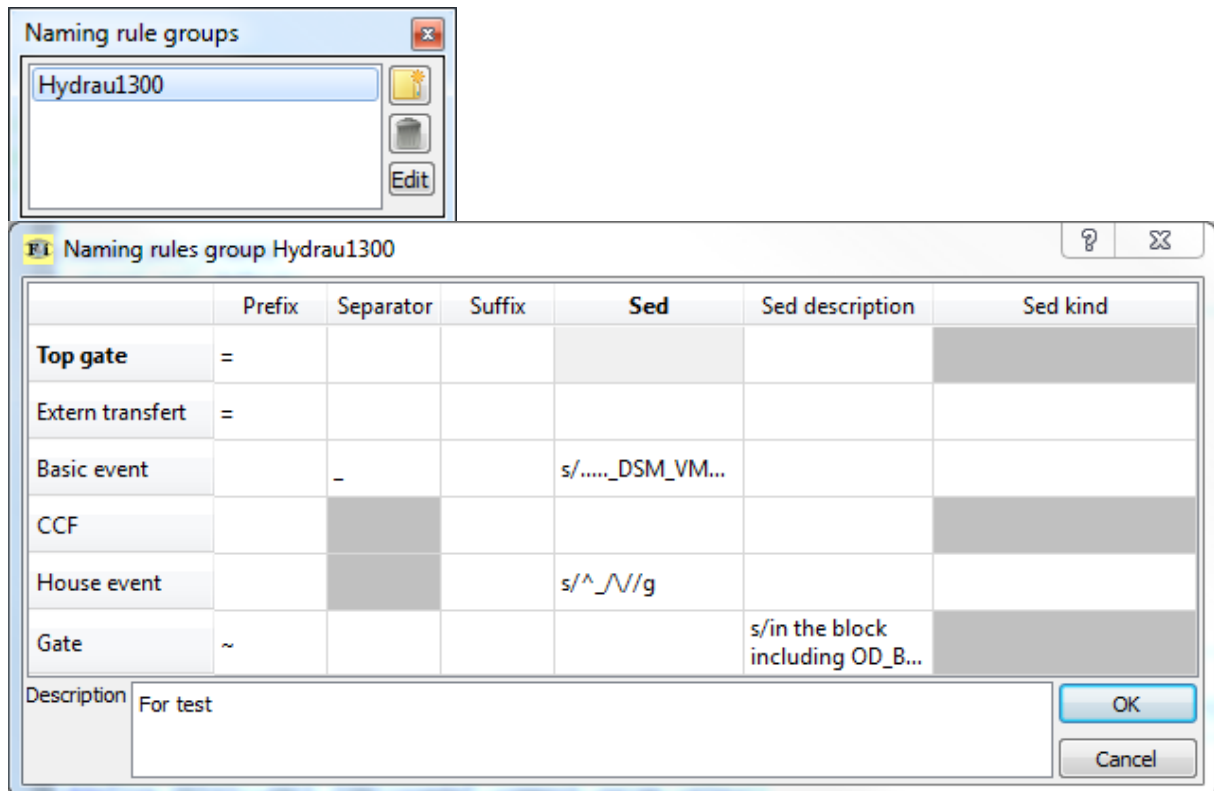 Naming rule groups
Hydrau1300
Edit
Fi Naming rules group Hydrau1300
Prefix Separator Suffix Sed Sed description Sed kind
Top gate =
Extern transfert =
Basic event _ s/....._DSM_VM...
CCF
House event s/^_/\//g
Gate ~ s/in the block
including OD_B...
Description For test
OK
Cancel